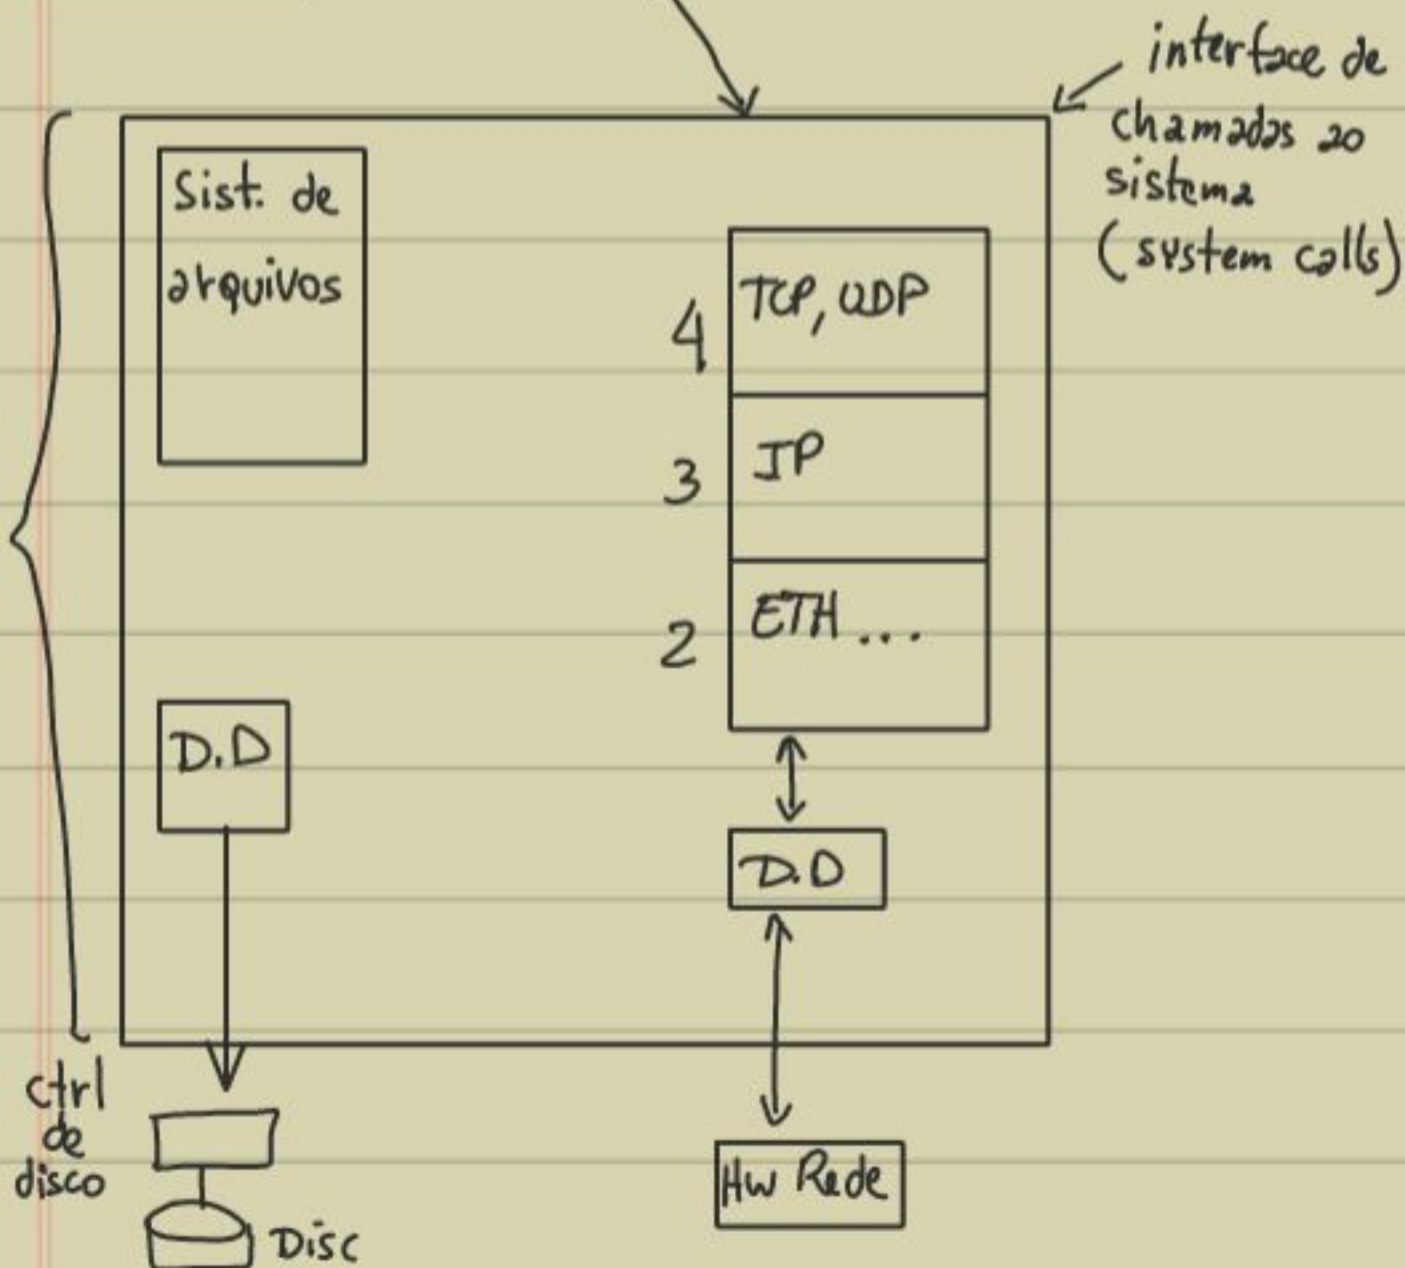 interface de
chamadas ao
sistema
(system calls)
Sist. de
arquivos
4
TCP, UDP
3
IP
2
ETH ...
D.D
D.D
ctrl
de
disco
Disc
Hw Rede